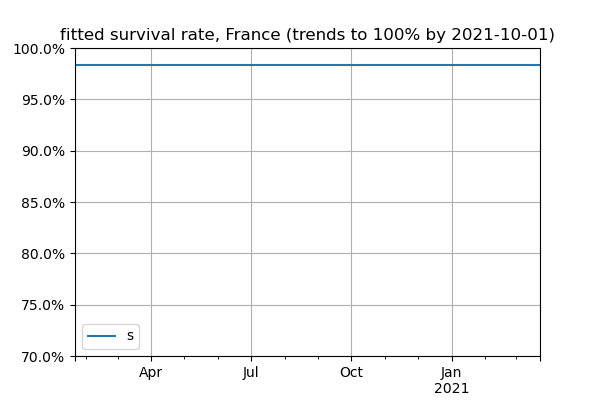 fitted survival rate, France (trends to 100% by 2021-10-01)
100.0%
95.0%
90.0%
85.0%
80.0%
75.0%
70.0%
s
Apr Jul Oct Jan
2021